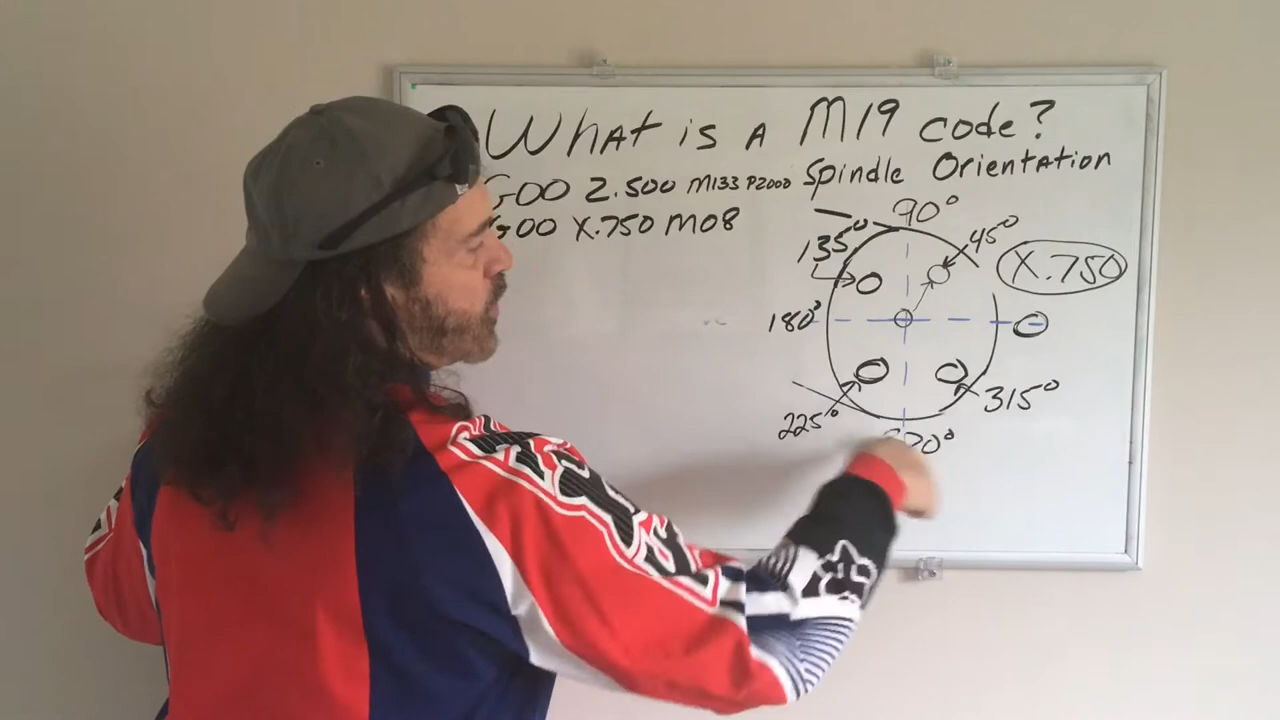 What is a M19 code?
Spindle Orientation
G00 Z.500 M133 P2000
G00 X.750 M08
90°
135°
45°
X.750
180°
315°
225°
270°